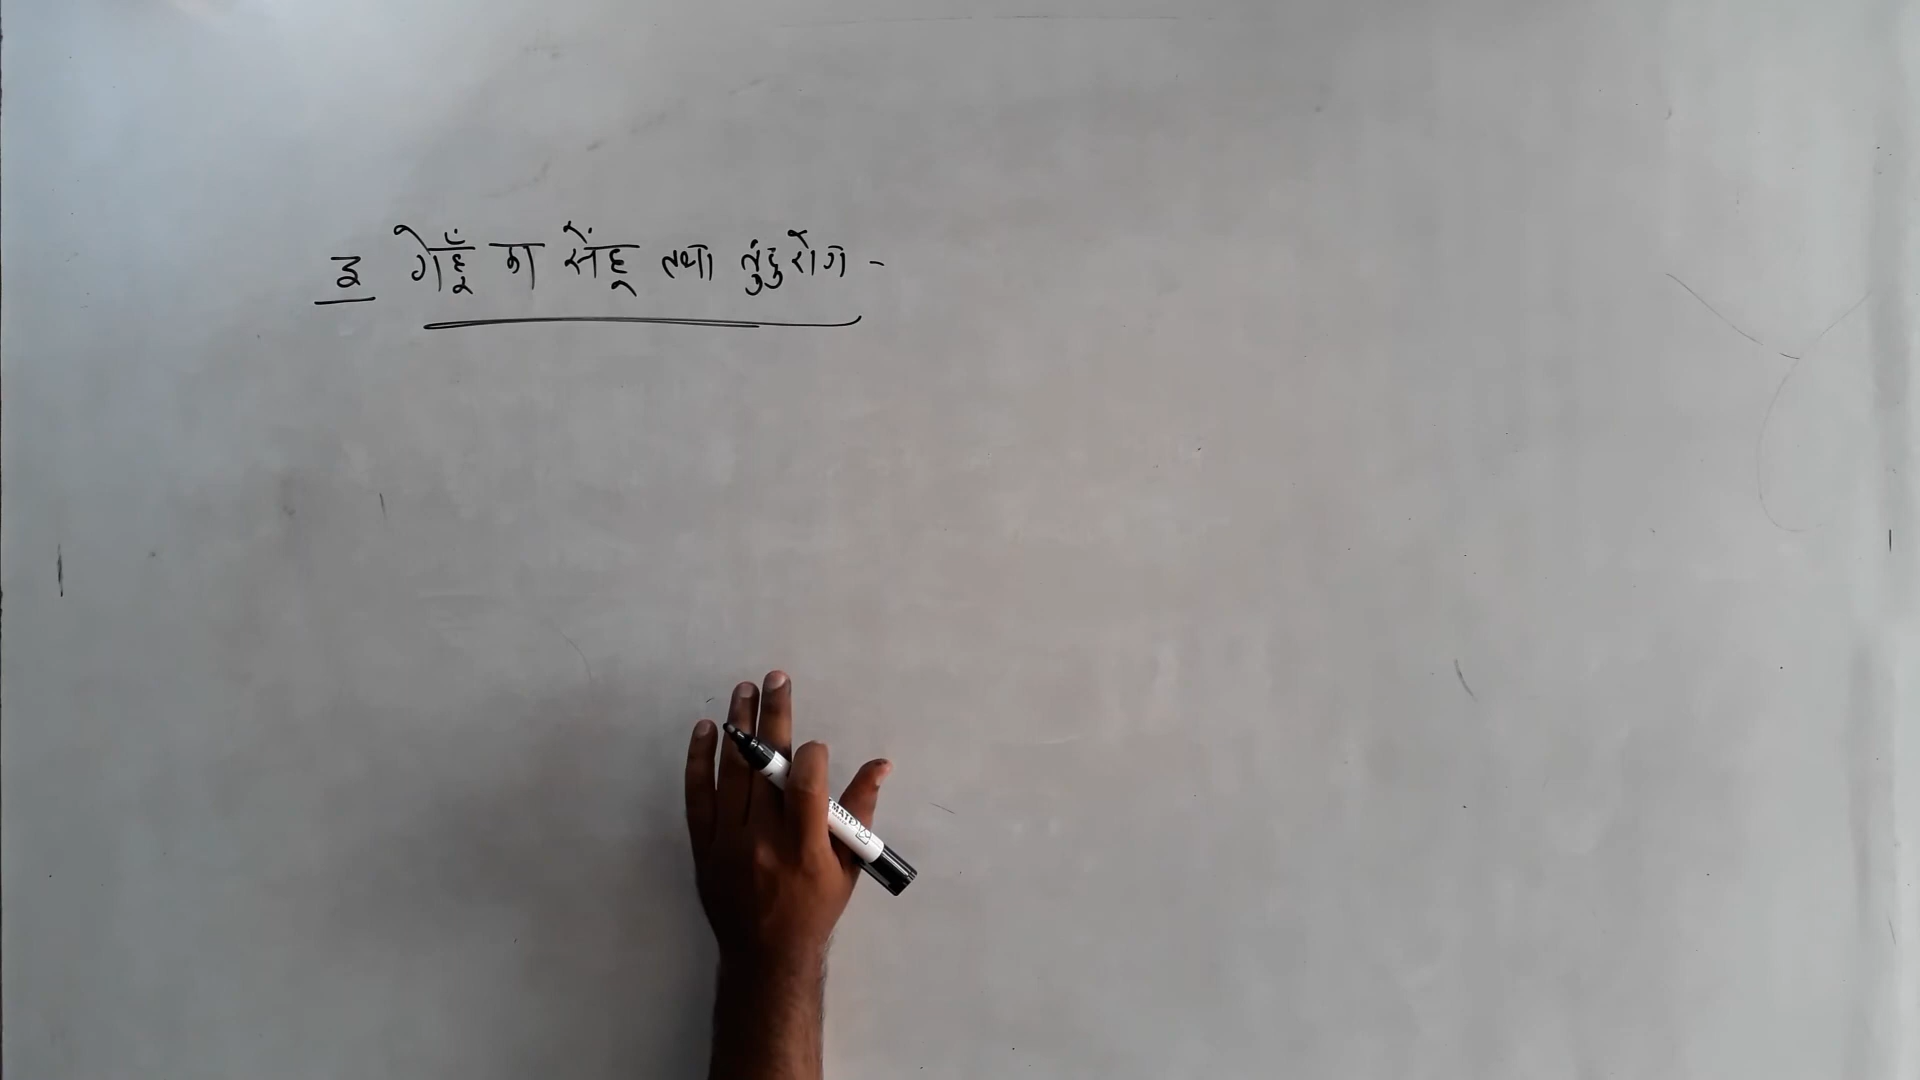 ३ गेहूँ का सेंहू तथा तुंदुरोग -